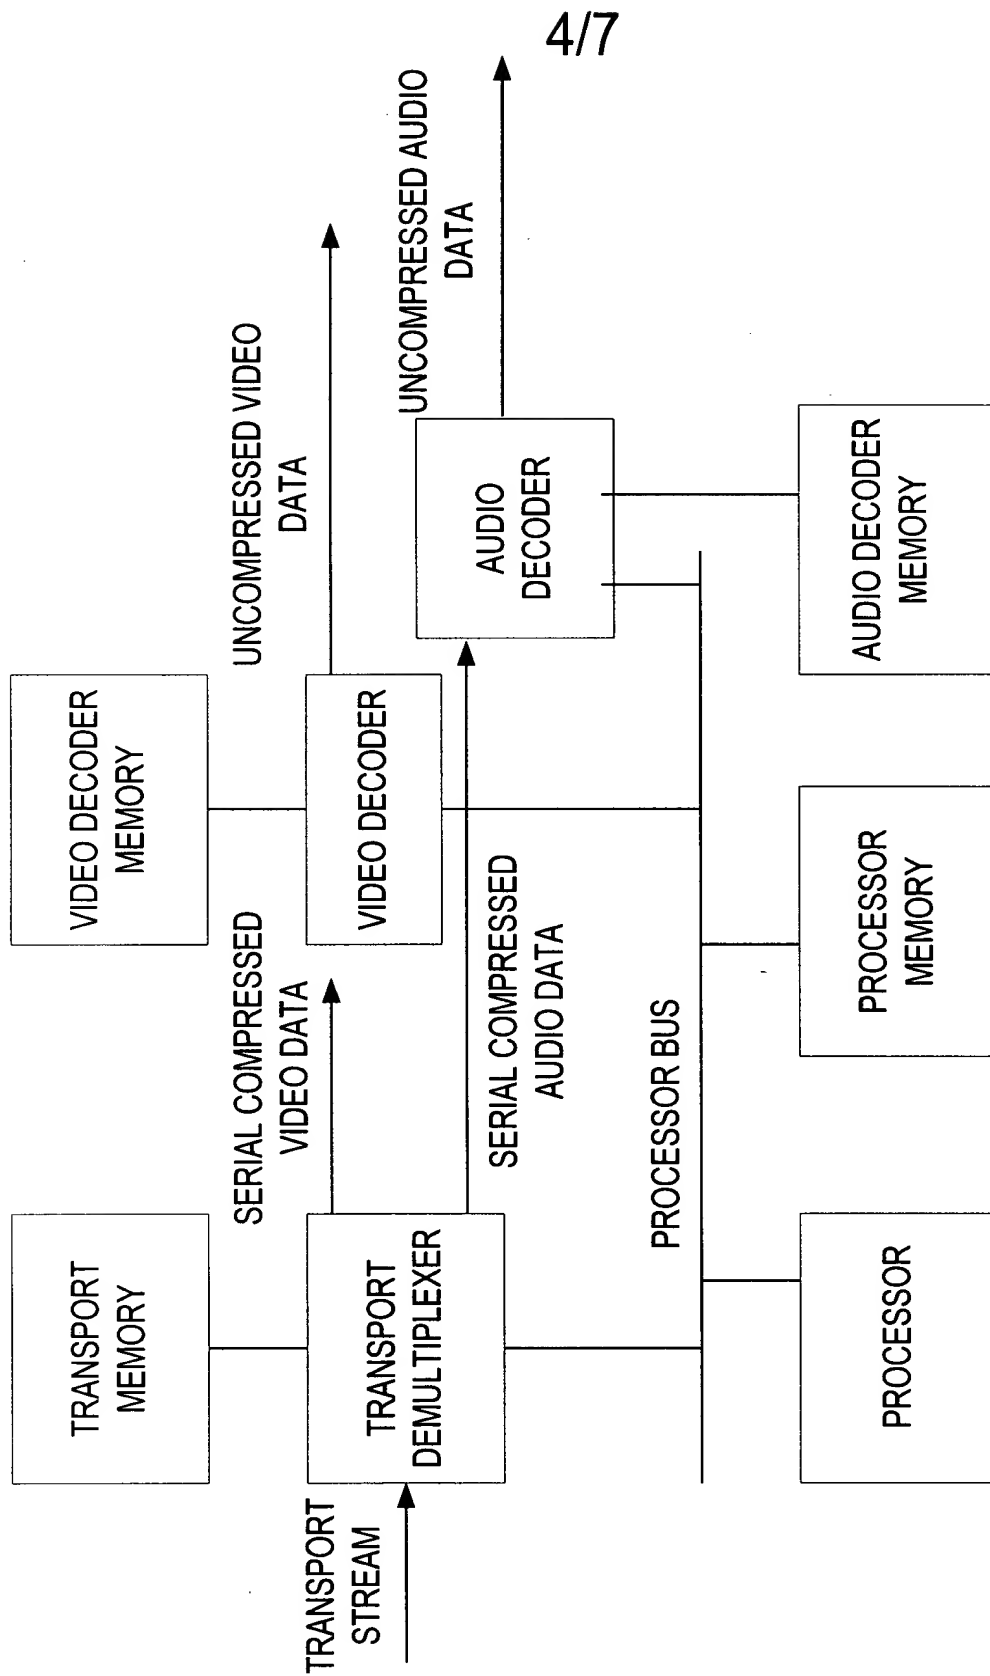 4/7
TRANSPORT
MEMORY
VIDEO DECODER
MEMORY
SERIAL COMPRESSED
VIDEO DATA
UNCOMPRESSED VIDEO
DATA
TRANSPORT
STREAM
TRANSPORT
DEMULTIPLEXER
VIDEO DECODER
UNCOMPRESSED AUDIO
DATA
AUDIO
DECODER
SERIAL COMPRESSED
AUDIO DATA
PROCESSOR BUS
PROCESSOR
PROCESSOR
MEMORY
AUDIO DECODER
MEMORY